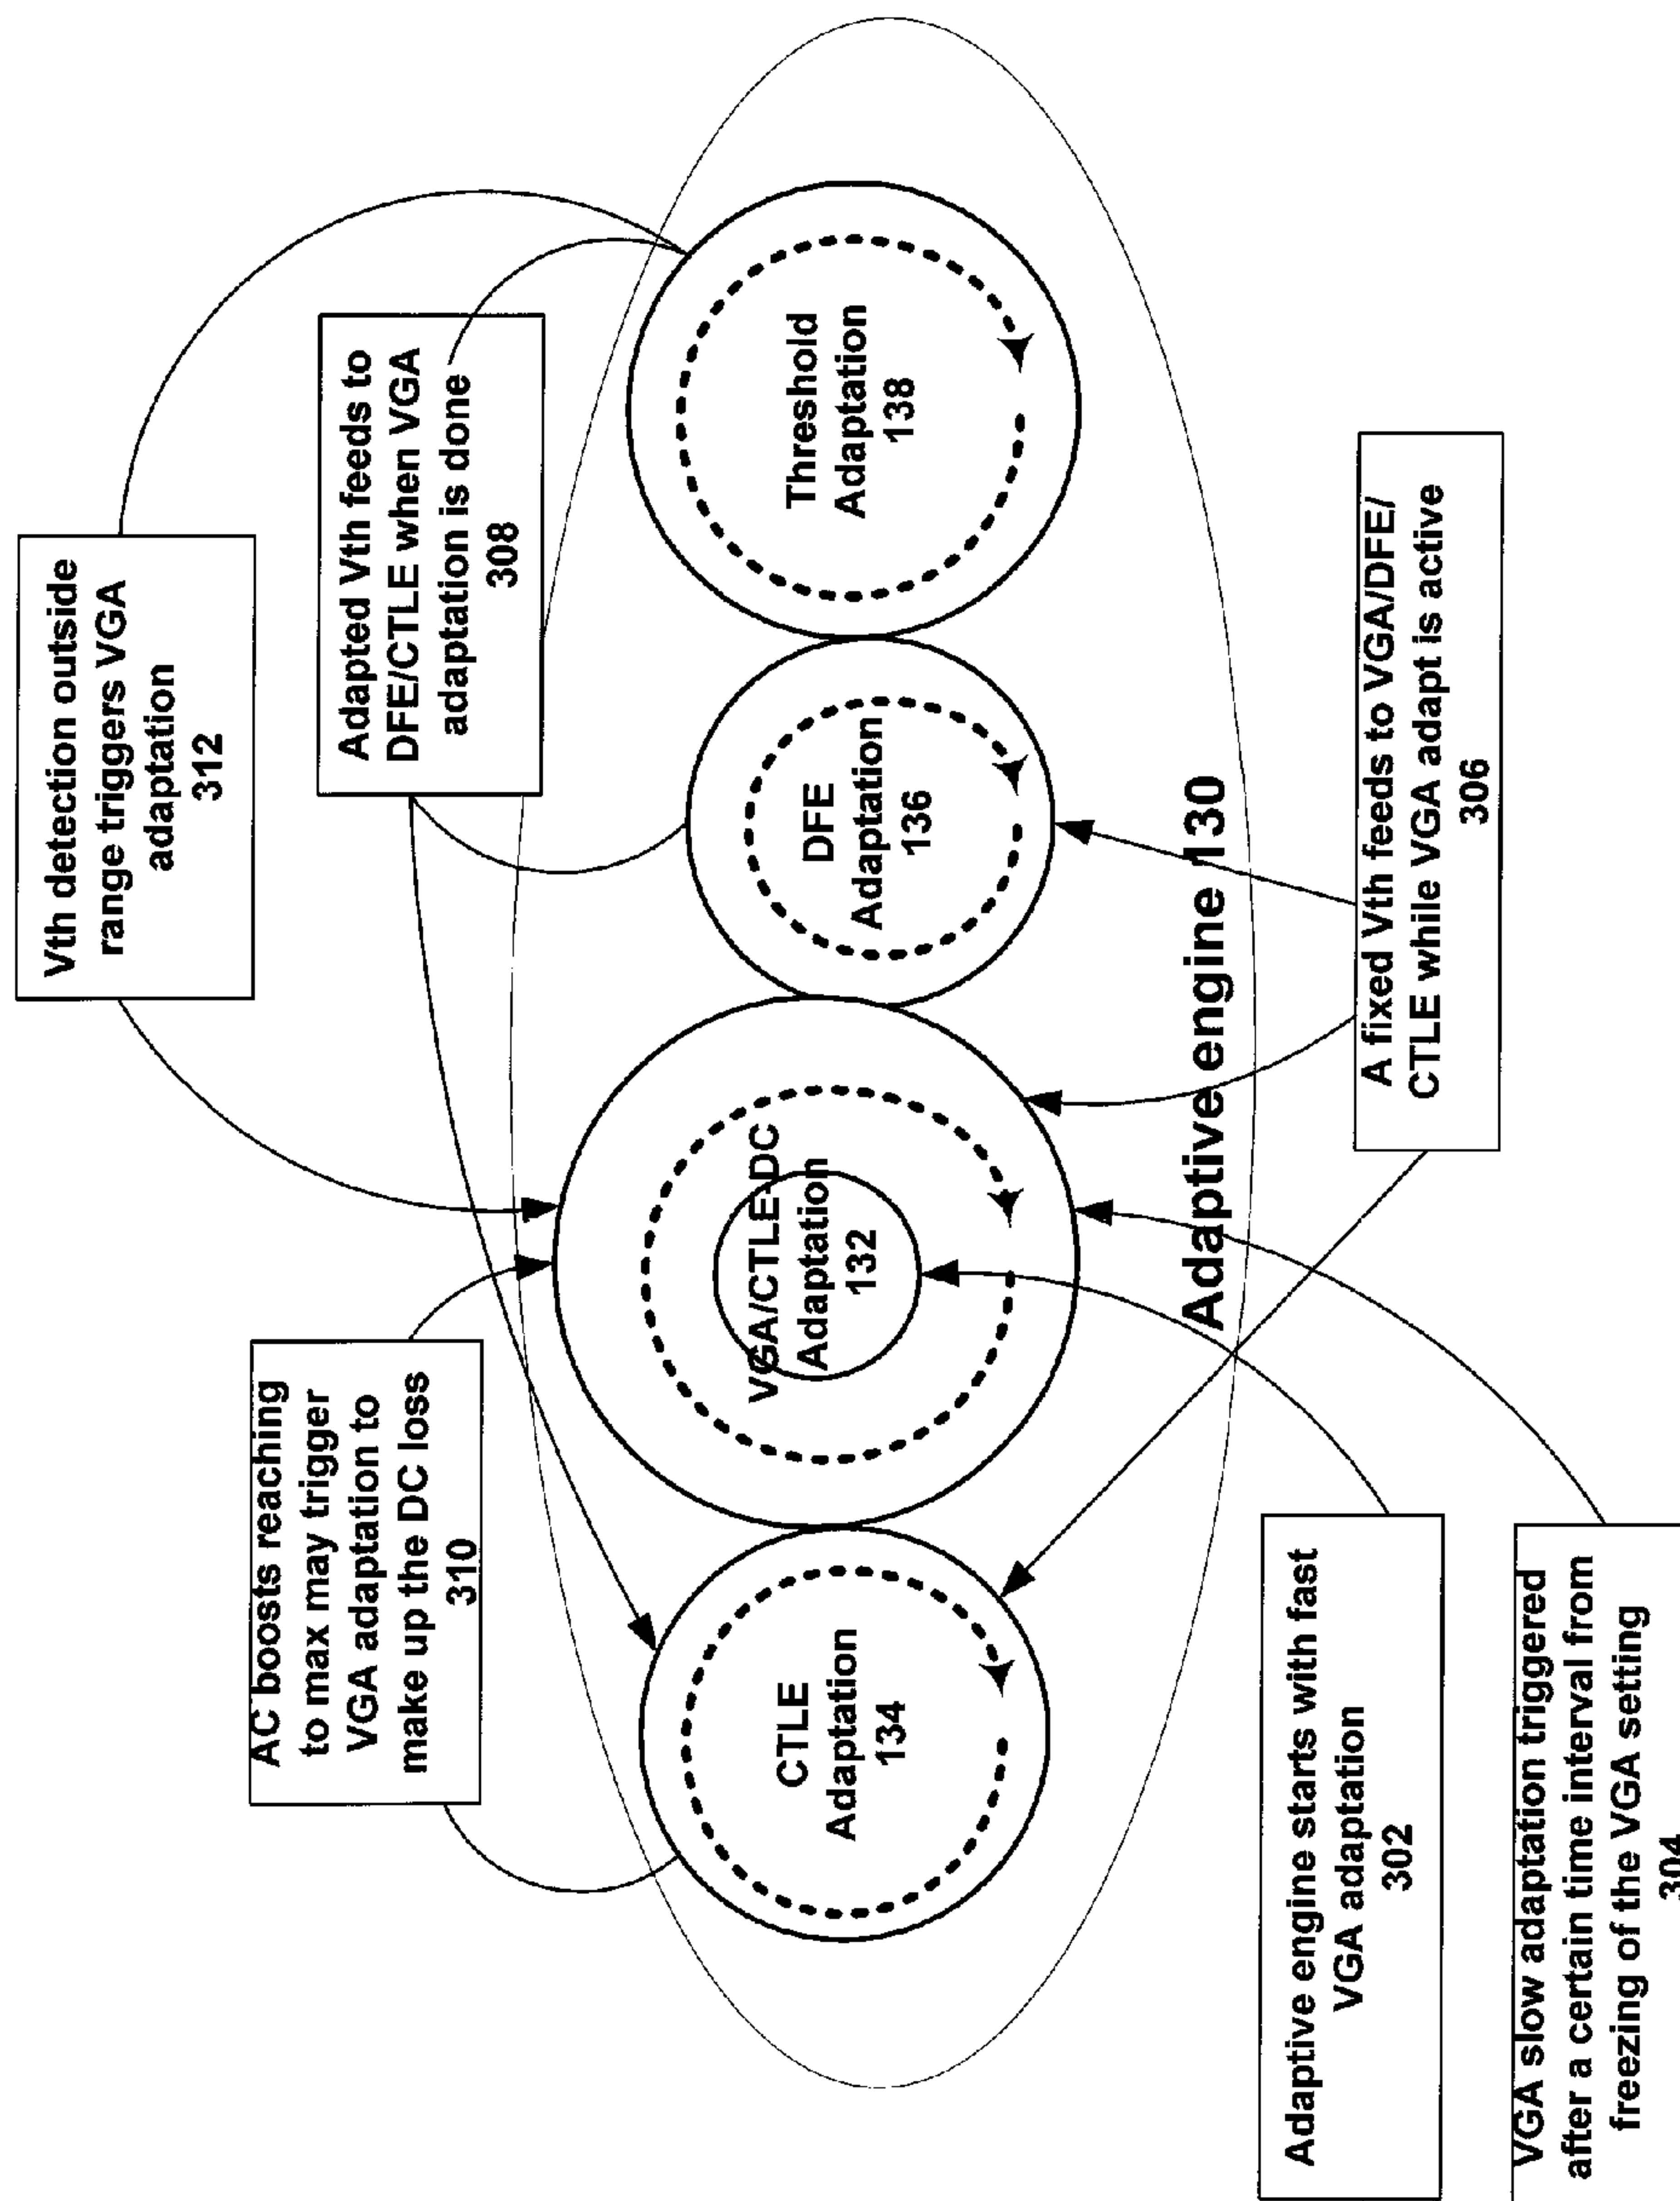 Vth detection outside
range triggers VGA
adaptation
312
Adapted Vth feeds to
DFE/CTLE when VGA
adaptation is done
308
AC boosts reaching
to max may trigger
VGA adaptation to
make up the DC loss
310
CTLE
Adaptation
134
VGA/CTLE-DC
Adaptation
132
DFE
Adaptation
136
Threshold
Adaptation
138
Adaptive engine 130
A fixed Vth feeds to VGA/DFE/
CTLE while VGA adapt is active
306
Adaptive engine starts with fast
VGA adaptation
302
VGA slow adaptation triggered
after a certain time interval from
freezing of the VGA setting
304